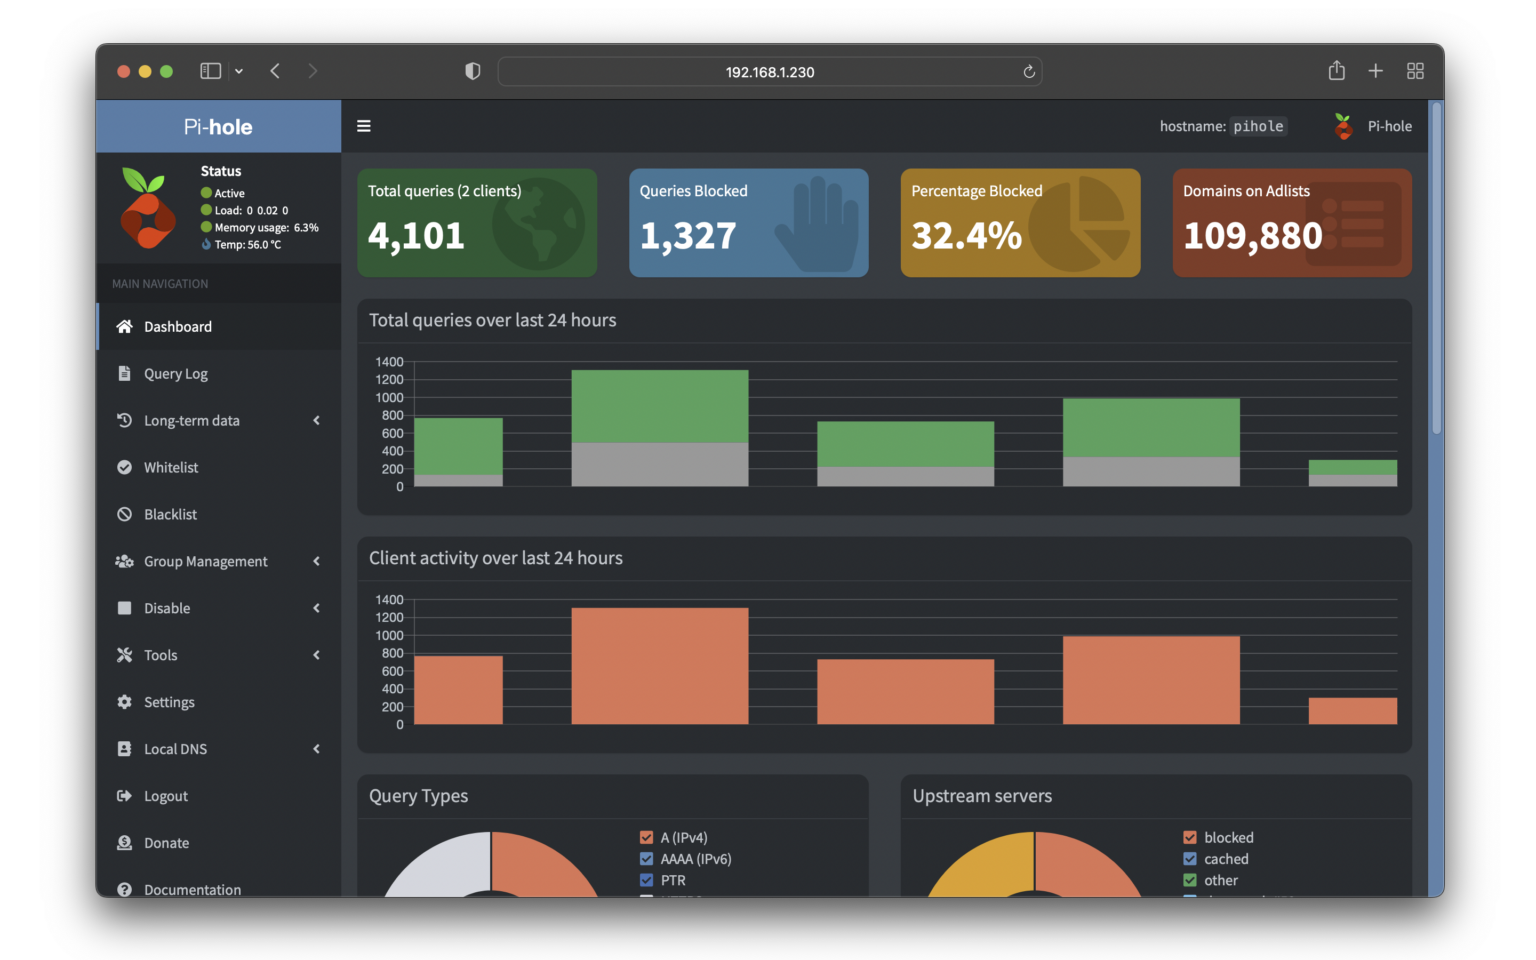 192.168.1.230
Pi-hole
hostname: pihole
Pi-hole
Status
Active
Load: 0 0.02 0
Memory usage: 6.3%
Temp: 56.0 °C
MAIN NAVIGATION
Dashboard
Query Log
Long-term data
Whitelist
Blacklist
Group Management
Disable
Tools
Settings
Local DNS
Logout
Donate
Documentation
Total queries (2 clients)
4,101
Queries Blocked
1,327
Percentage Blocked
32.4%
Domains on Adlists
109,880
Total queries over last 24 hours
1400
1200
1000
800
600
400
200
0
Client activity over last 24 hours
1400
1200
1000
800
600
400
200
0
Query Types
A (IPv4)
AAAA (IPv6)
PTR
Upstream servers
blocked
cached
other